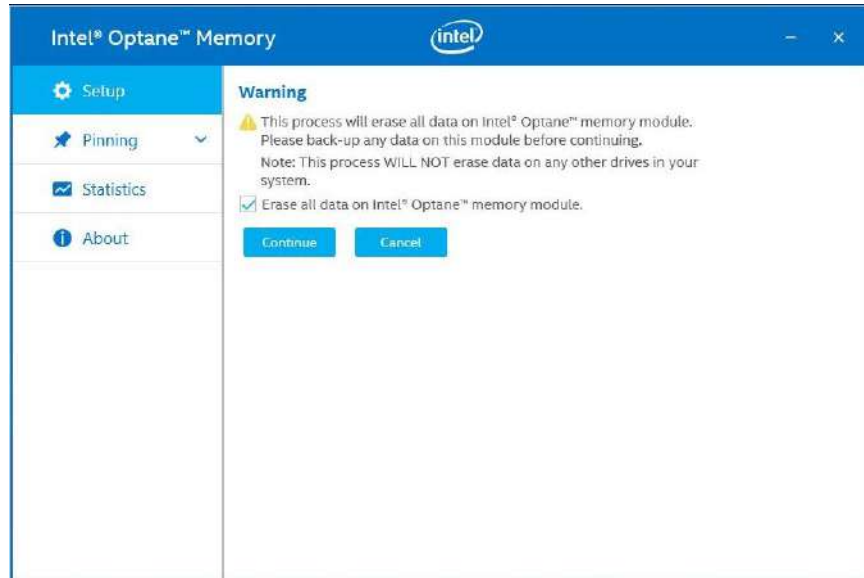 Intel® Optane™ Memory
intel
Setup
Pinning
Statistics
About
Warning
This process will erase all data on Intel® Optane™ memory module.
Please back-up any data on this module before continuing.
Note: This process WILL NOT erase data on any other drives in your
system.
Erase all data on Intel® Optane™ memory module.
Continue
Cancel